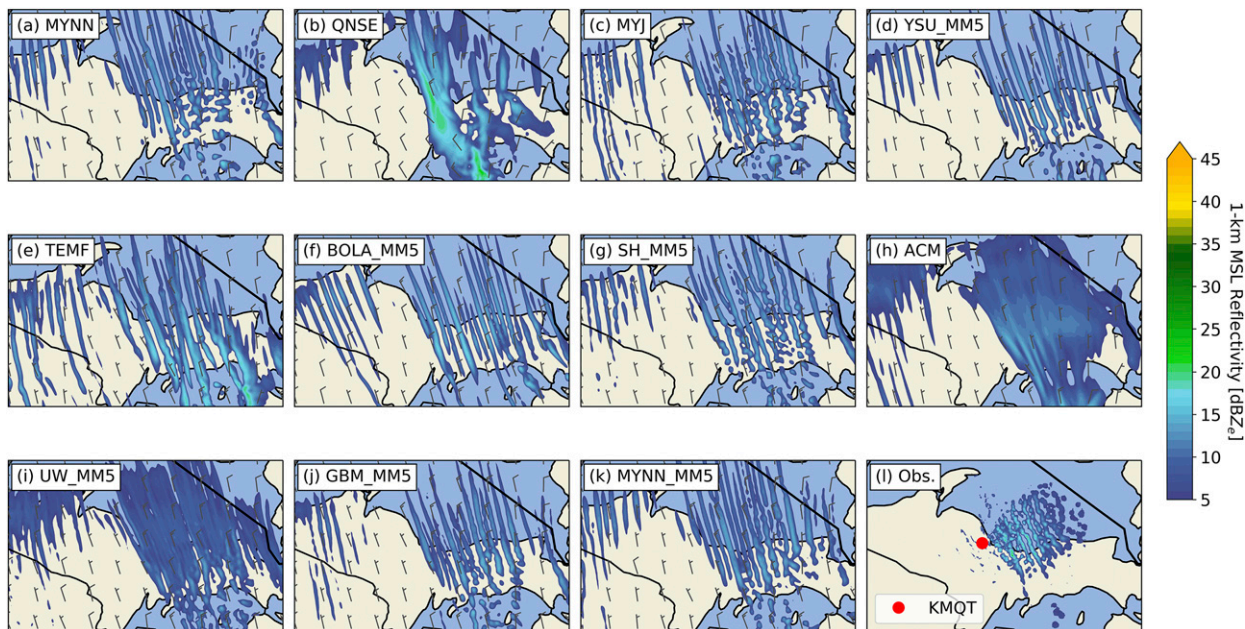 (a) MYNN
(b) QNSE
(c) MYJ
(d) YSU_MM5
(e) TEMF
(f) BOLA_MM5
(g) SH_MM5
(h) ACM
(i) UW_MM5
(j) GBM_MM5
(k) MYNN_MM5
(l) Obs.
KMQT
45
40
35
30
25
20
15
10
5
1-km MSL Reflectivity [dBZe]